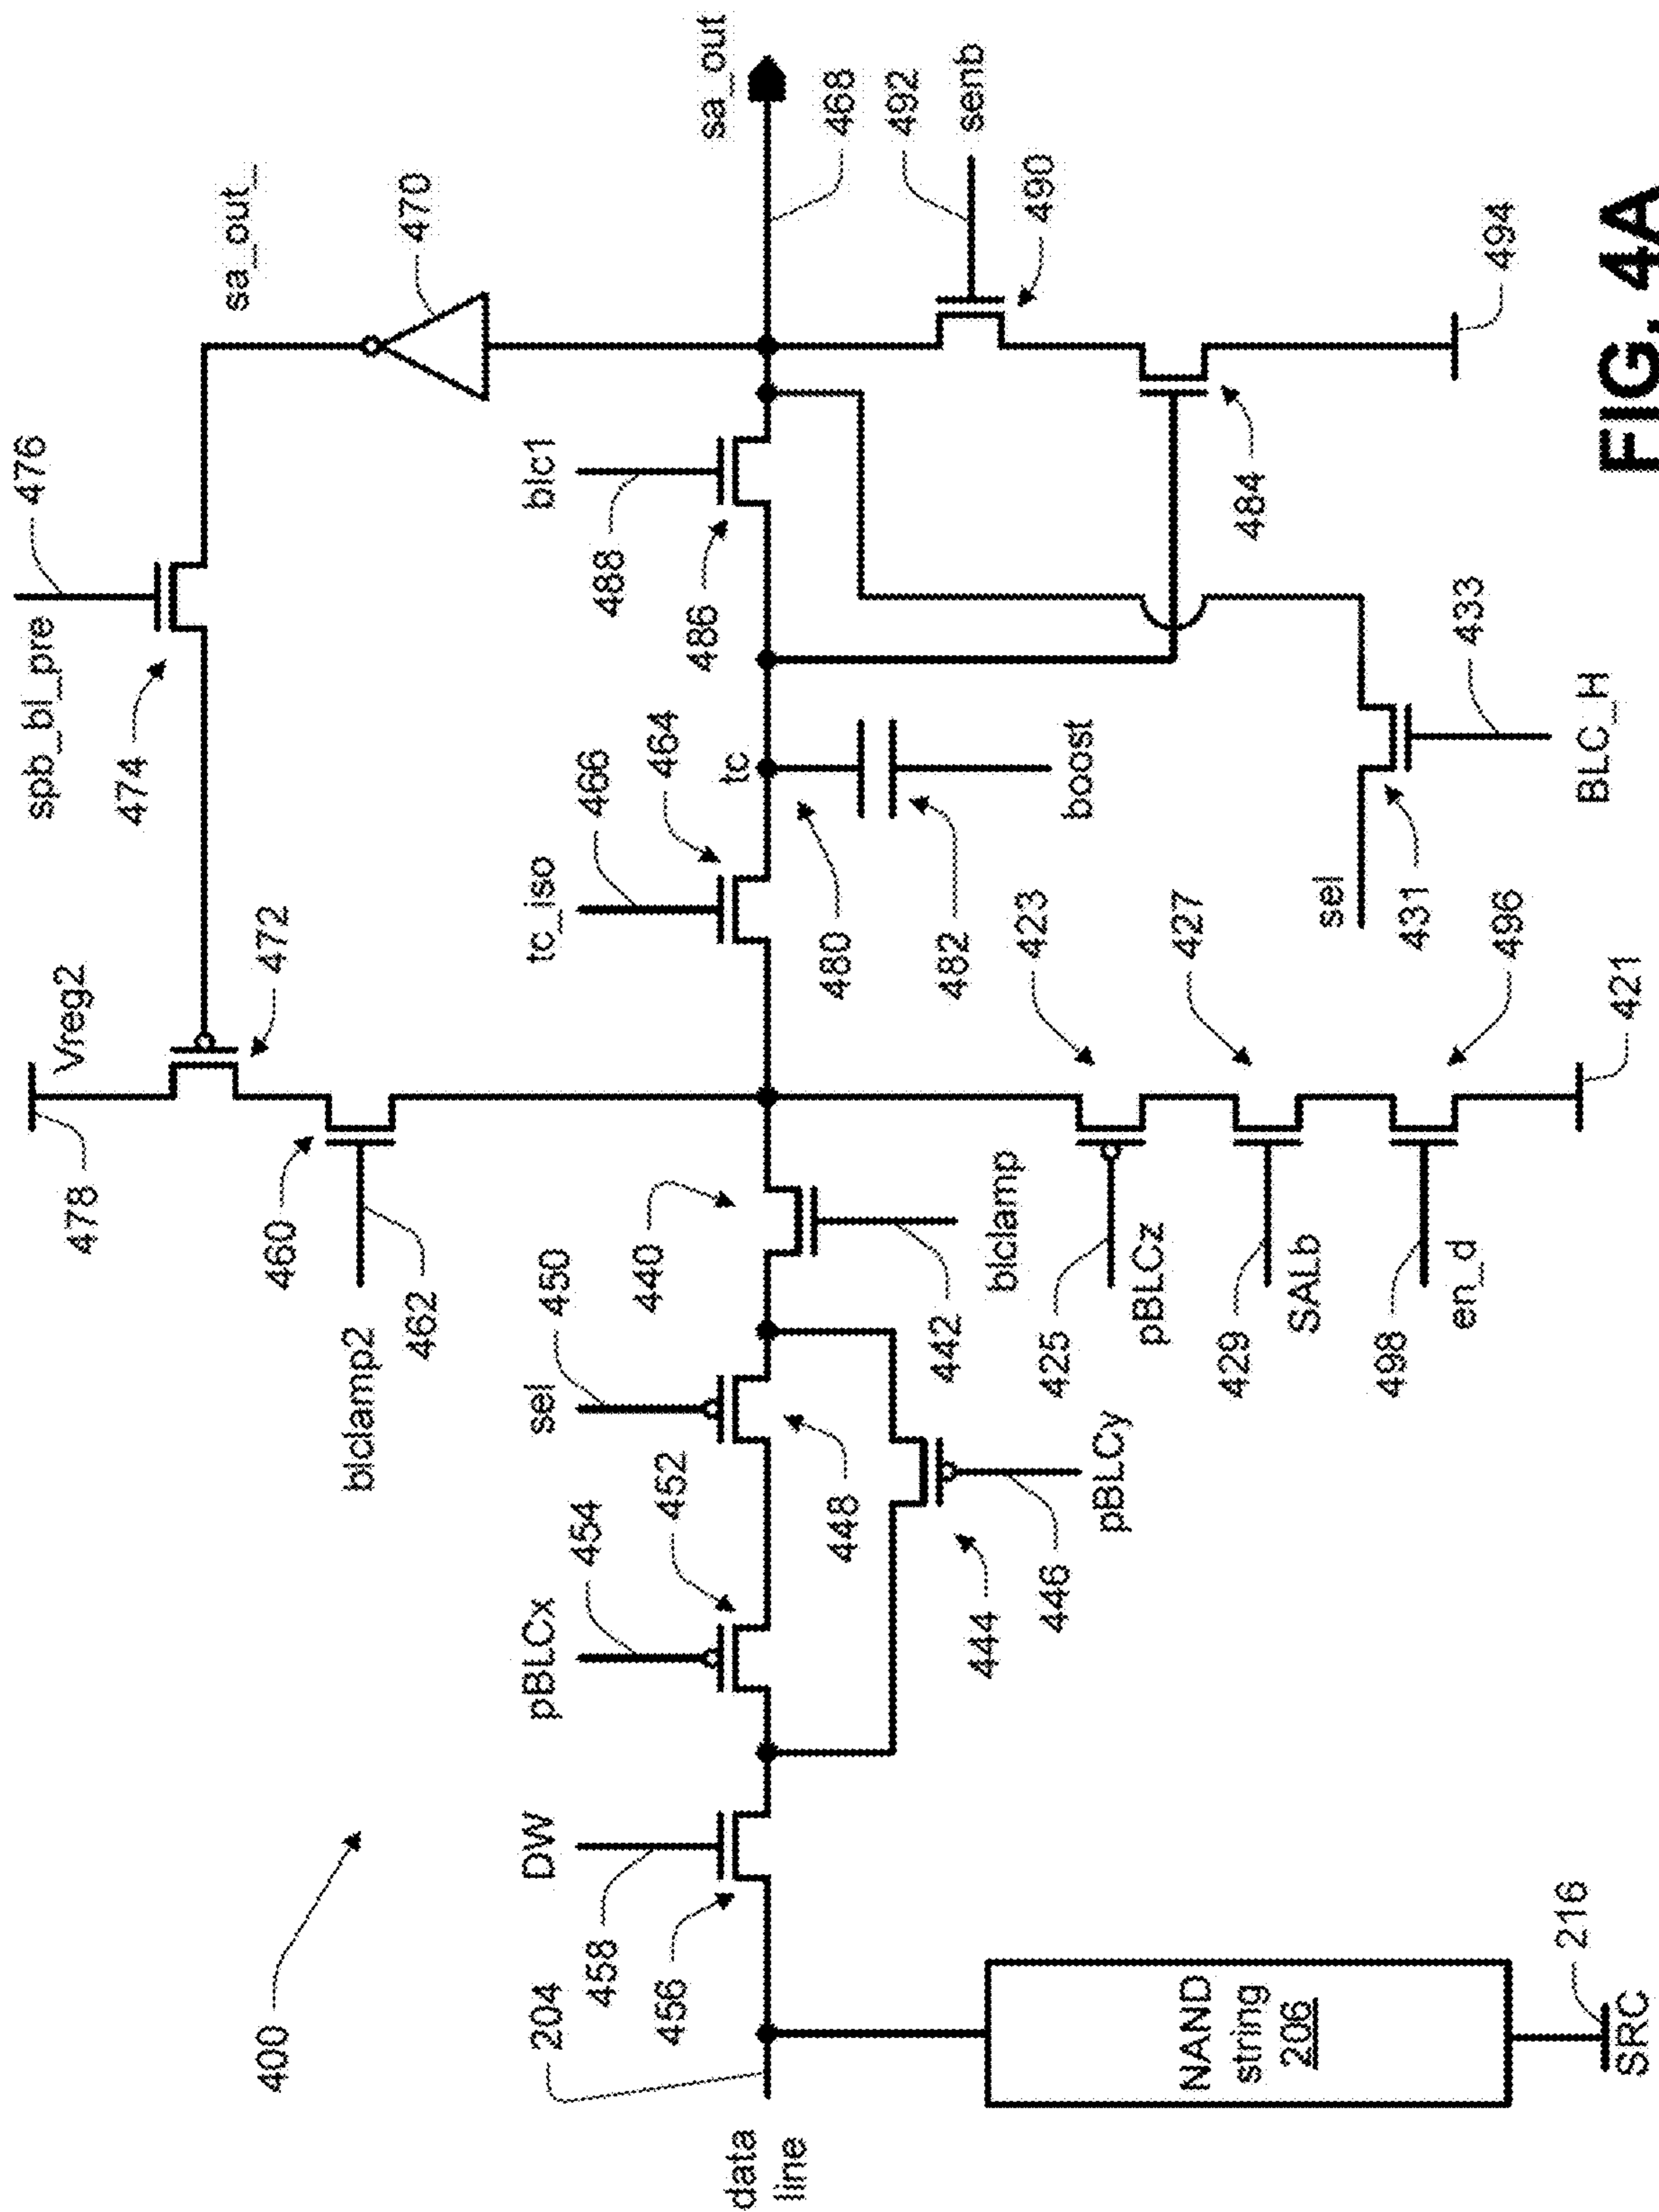 spb_bl_pre
476
Vreg2
478
472
474
sa_out_
470
460
blclamp2
462
400
DW
458
456
204
data
line
pBLCx
454
452
sel
450
448
440
442
blclamp
tc_iso
466
464
tc
480
482
boost
blc1
488
486
sa_out
468
492
senb
490
484
494
444
446
pBLCy
425
pBLCz
423
429
SALb
427
498
en_d
496
421
sel
431
433
BLC_H
NAND
string
206
216
SRC
FIG. 4A